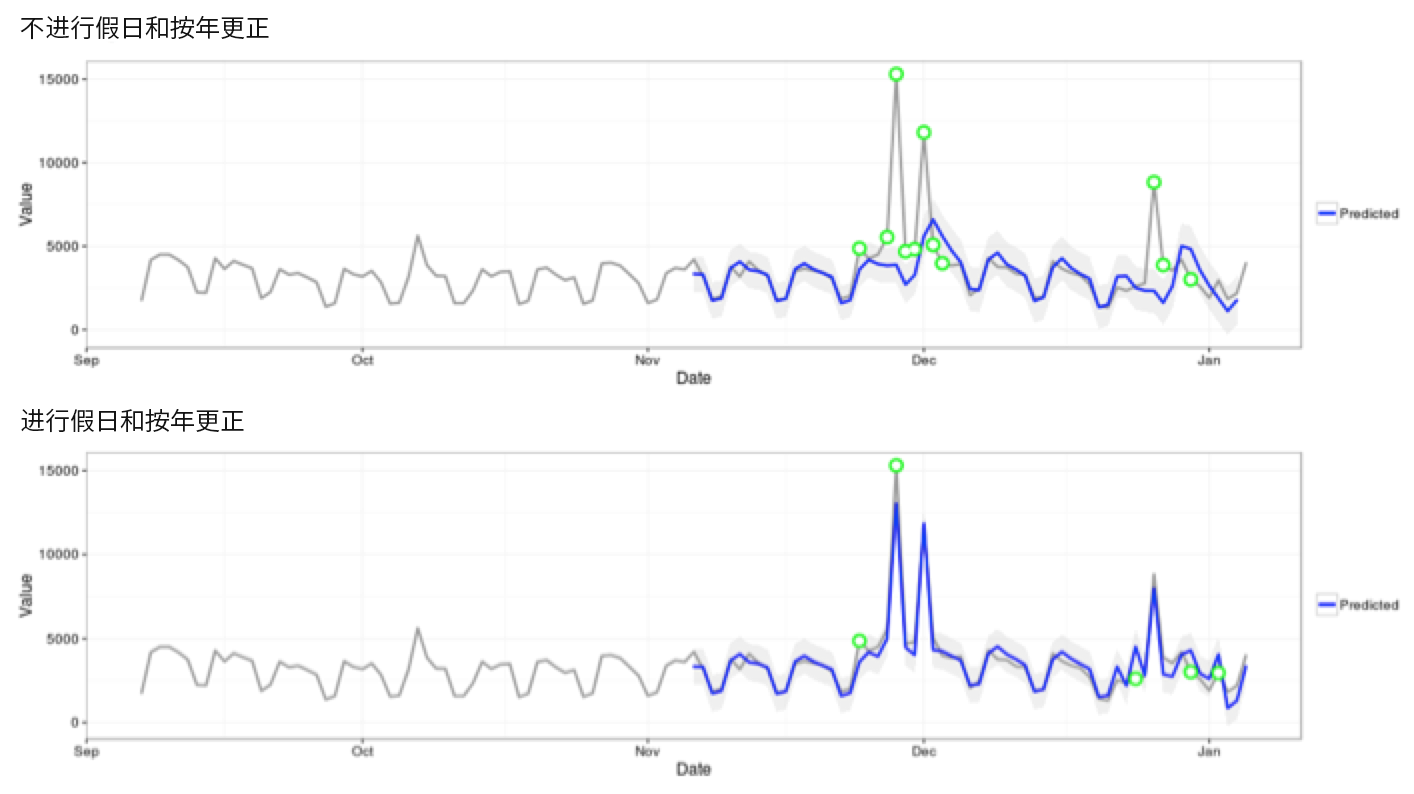 不进行假日和按年更正
15000
10000
5000
0
Value
Sep
Oct
Nov
Dec
Jan
Date
Predicted
进行假日和按年更正
15000
10000
5000
0
Value
Sep
Oct
Nov
Dec
Jan
Date
Predicted